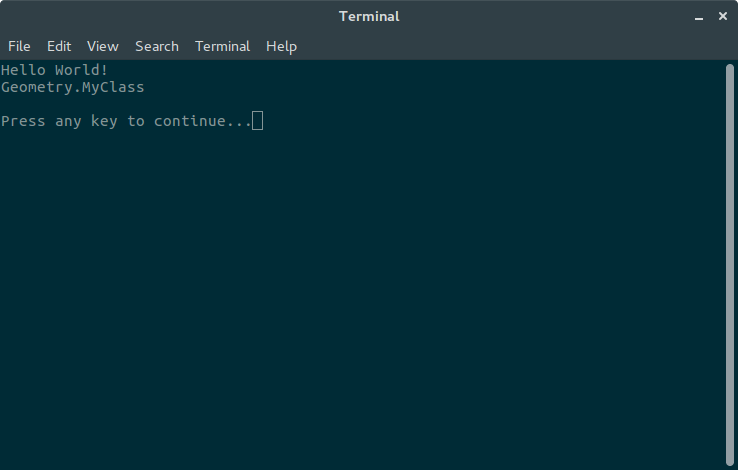 Terminal
File Edit View Search Terminal Help
Hello World!
Geometry.MyClass
Press any key to continue...